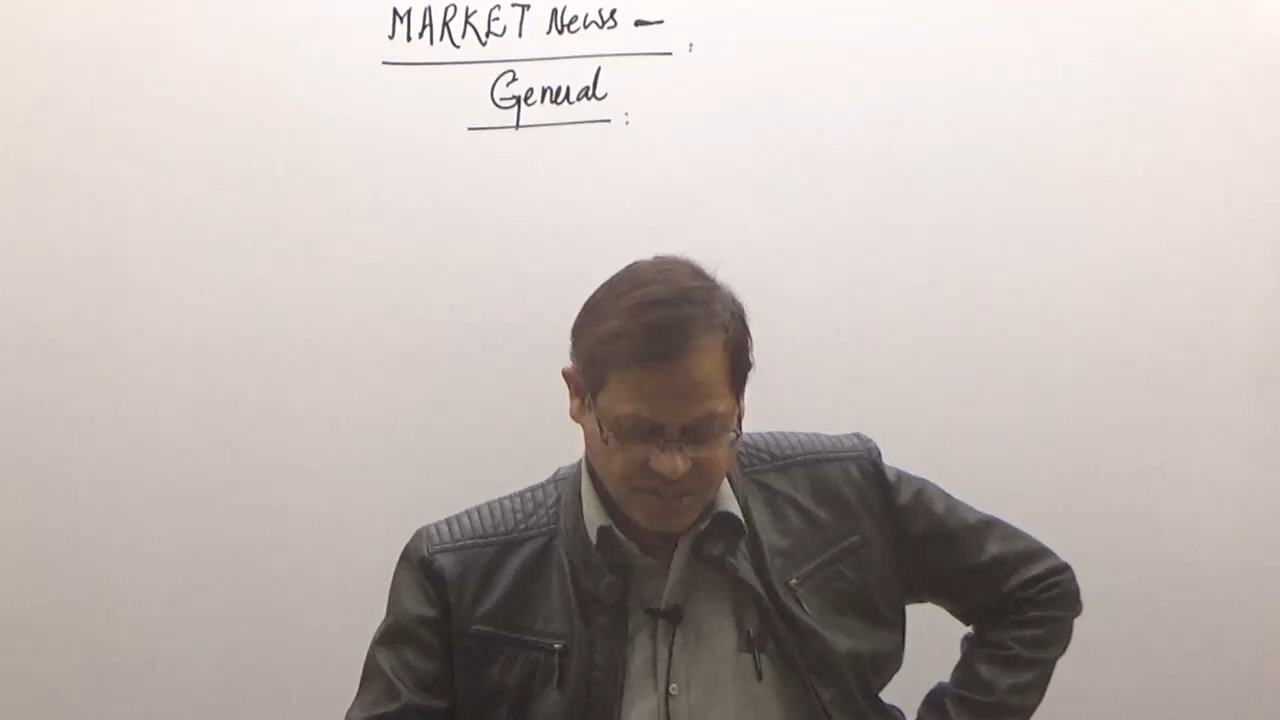 MARKET News – :
General :